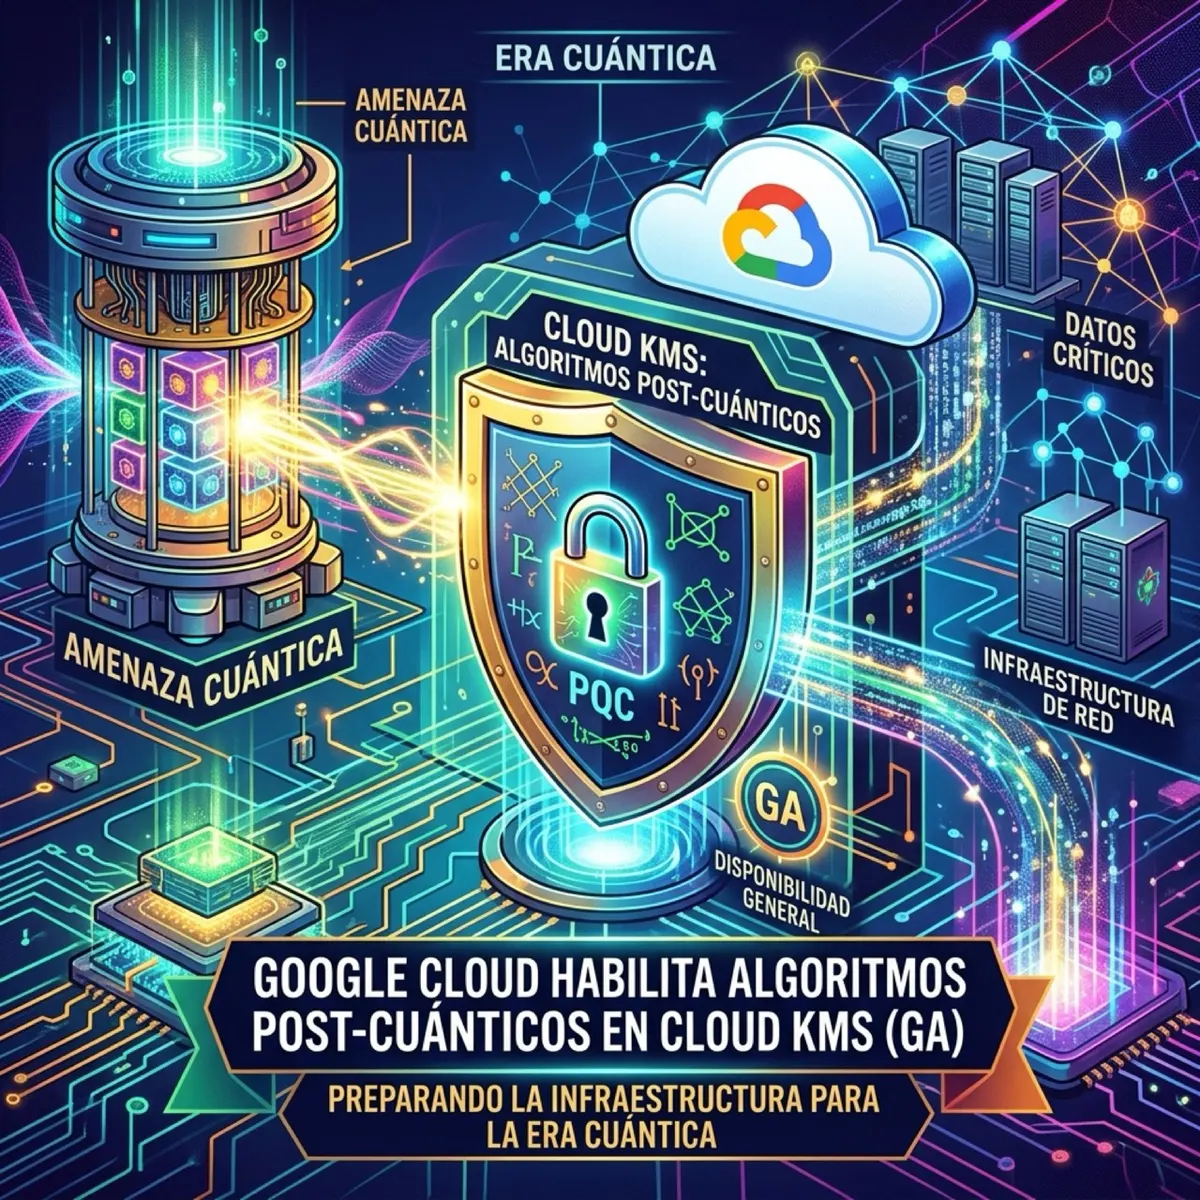 ERA CUÁNTICA
AMENAZA
CUÁNTICA
CLOUD KMS:
ALGORITMOS POST-CUÁNTICOS
DATOS
CRÍTICOS
AMENAZA CUÁNTICA
PQC
INFRAESTRUCTURA
DE RED
GA
DISPONIBILIDAD
GENERAL
GOOGLE CLOUD HABILITA ALGORITMOS
POST-CUÁNTICOS EN CLOUD KMS (GA)
PREPARANDO LA INFRAESTRUCTURA PARA
LA ERA CUÁNTICA